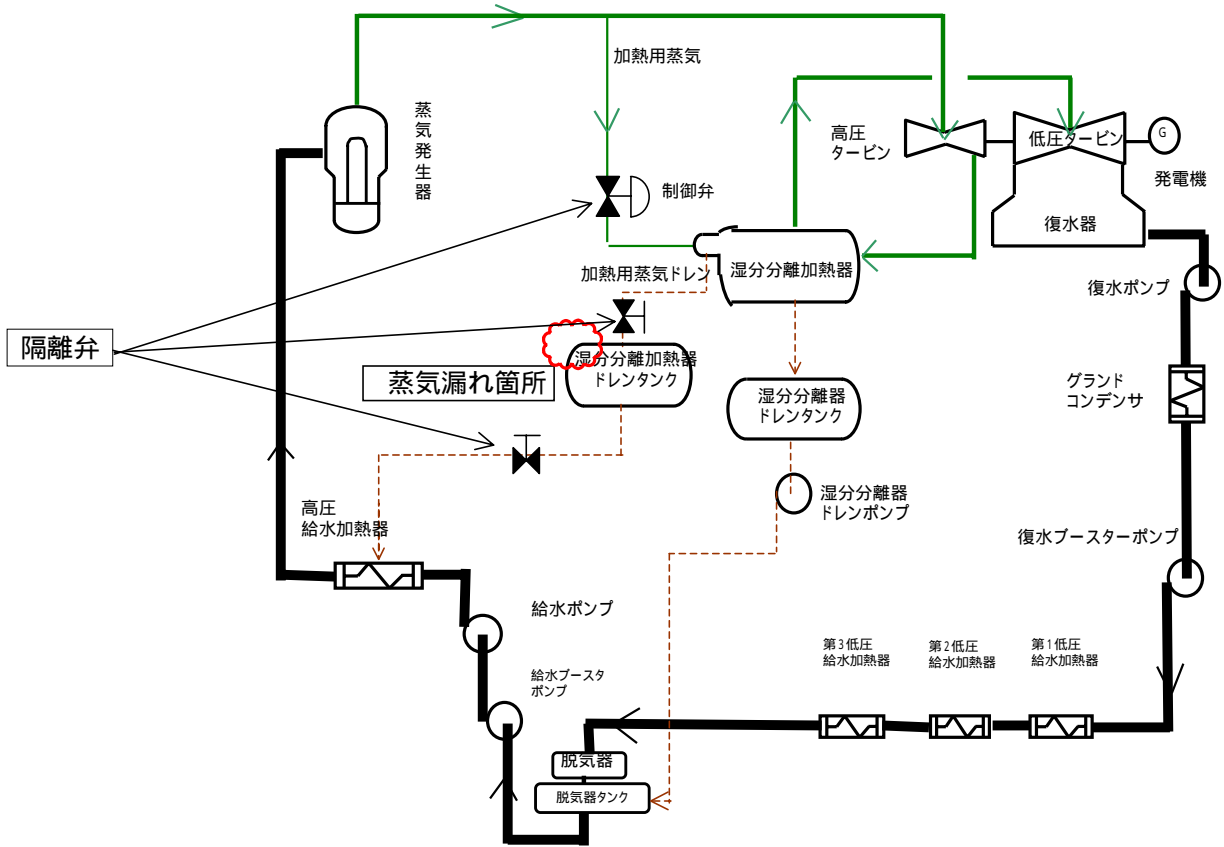 加熱用蒸気
蒸気発生器
高圧
タービン
低圧タービン
G
発電機
制御弁
復水器
湿分分離加熱器
加熱用蒸気ドレン
復水ポンプ
隔離弁
湿分分離加熱器
ドレンタンク
蒸気漏れ箇所
湿分分離器
ドレンタンク
グランド
コンデンサ
高圧
給水加熱器
湿分分離器
ドレンポンプ
復水ブースターポンプ
給水ポンプ
第3低圧
給水加熱器
第2低圧
給水加熱器
第1低圧
給水加熱器
給水ブースタ
ポンプ
脱気器
脱気器タンク